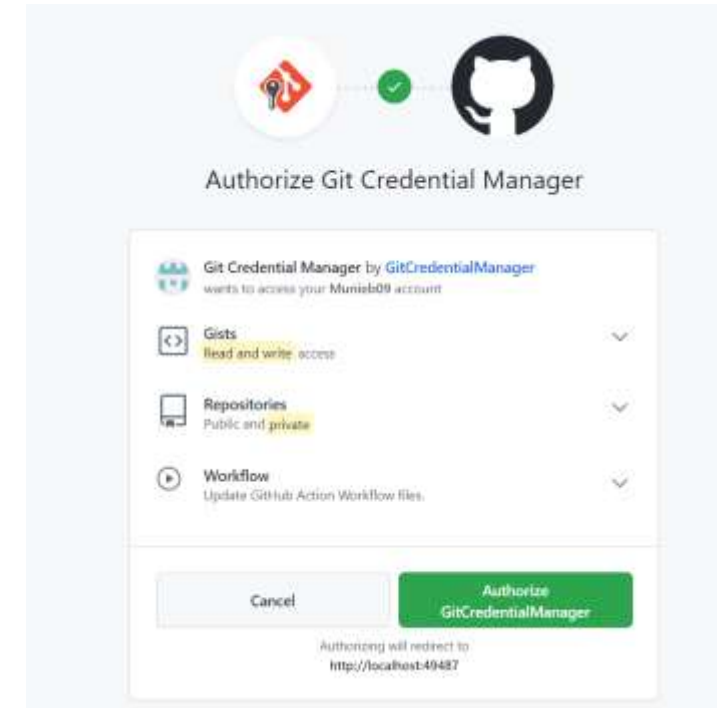 Authorize Git Credential Manager
Git Credential Manager by GitCredentialManager
wants to access your Munieb09 account
Gists
Read and write access
Repositories
Public and private
Workflow
Update GitHub Action Workflow files.
Cancel
Authorize
GitCredentialManager
Authorizing will redirect to
http://localhost:49487